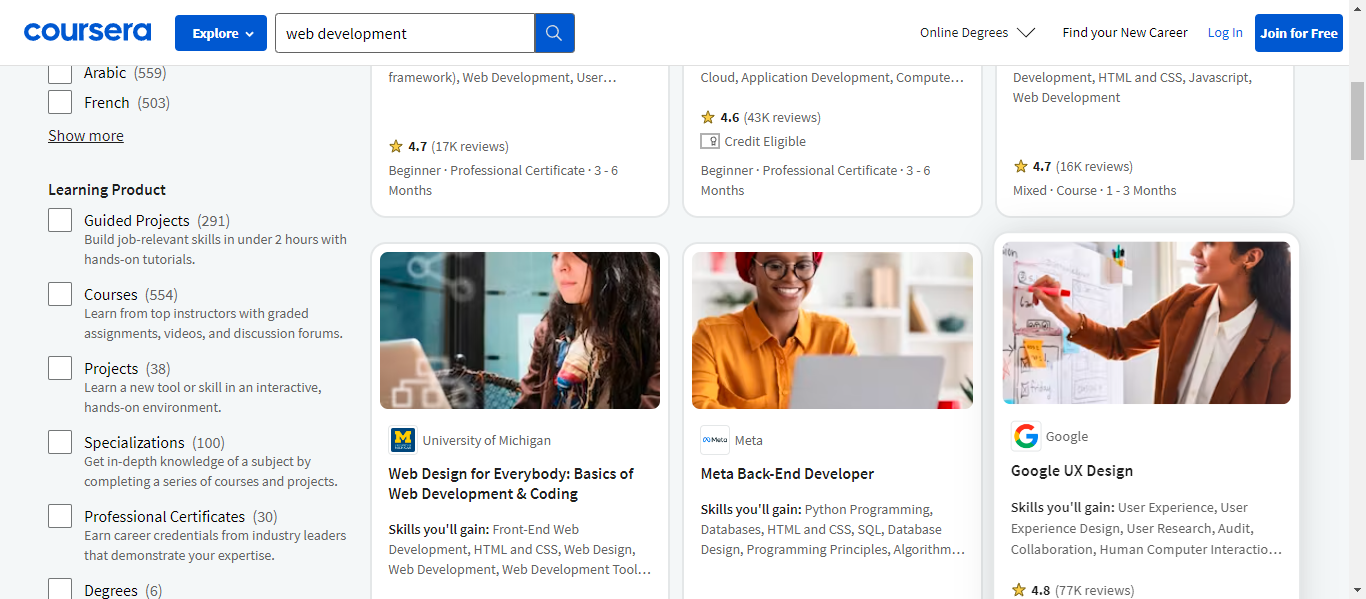 coursera
Explore
web development
Online Degrees
Find your New Career
Log In
Join for Free
Arabic (559)
French (503)
Show more
Learning Product
Guided Projects (291)
Build job-relevant skills in under 2 hours with
hands-on tutorials.
Courses (554)
Learn from top instructors with graded
assignments, videos, and discussion forums.
Projects (38)
Learn a new tool or skill in an interactive,
hands-on environment.
Specializations (100)
Get in-depth knowledge of a subject by
completing a series of courses and projects.
Professional Certificates (30)
Earn career credentials from industry leaders
that demonstrate your expertise.
Degrees (6)
framework), Web Development, User…
4.7 (17K reviews)
Beginner · Professional Certificate · 3 - 6
Months
Cloud, Application Development, Compute…
4.6 (43K reviews)
Credit Eligible
Beginner · Professional Certificate · 3 - 6
Months
Development, HTML and CSS, Javascript,
Web Development
4.7 (16K reviews)
Mixed · Course · 1 - 3 Months
University of Michigan
Web Design for Everybody: Basics of
Web Development & Coding
Skills you'll gain: Front-End Web
Development, HTML and CSS, Web Design,
Web Development, Web Development Tool…
Meta
Meta
Meta Back-End Developer
Skills you'll gain: Python Programming,
Databases, HTML and CSS, SQL, Database
Design, Programming Principles, Algorithm…
Google
Google UX Design
Skills you'll gain: User Experience, User
Experience Design, User Research, Audit,
Collaboration, Human Computer Interactio…
4.8 (77K reviews)